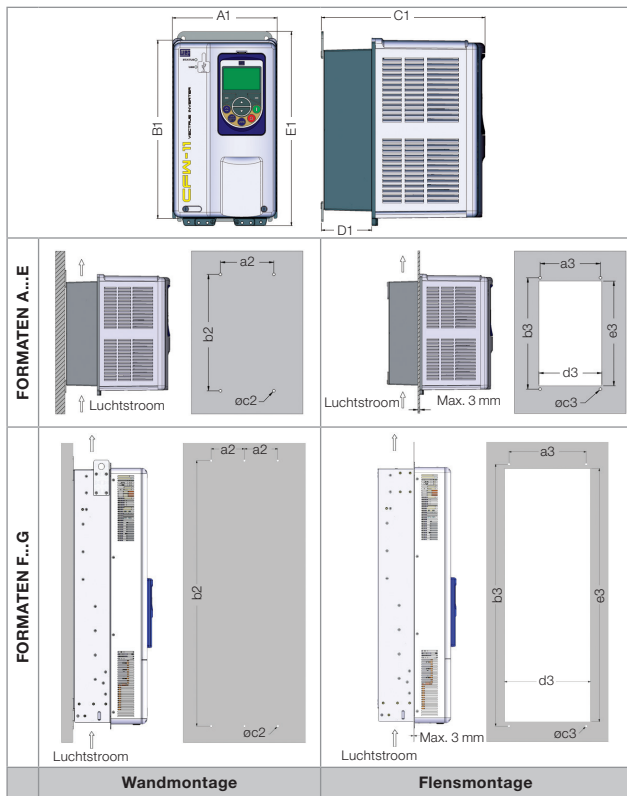 A1
C1
B1
E1
CFW-11 VECTRUE INVERTER
D1
FORMATEN A...E
a2
b2
øc2
Luchtstroom
a3
b3
e3
d3
øc3
Luchtstroom
Max. 3 mm
FORMATEN F...G
a2
a2
b2
øc2
Luchtstroom
a3
b3
e3
d3
øc3
Max. 3 mm
Luchtstroom
Wandmontage
Flensmontage